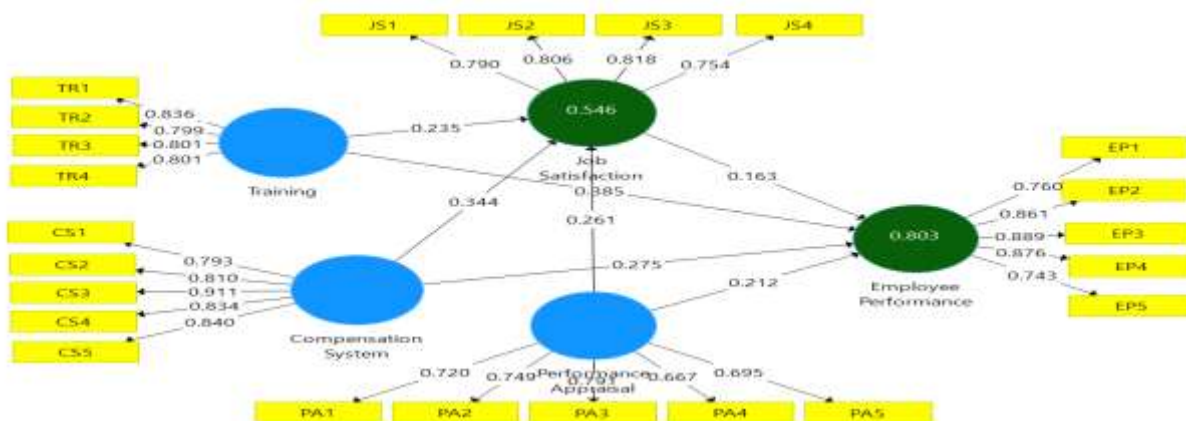 JS1
JS2
JS3
JS4
0.790
0.806
0.818
0.754
TR1
TR2
TR3
TR4
0.836
0.799
0.801
0.801
Training
0.546
Job
Satisfaction
0.235
0.385
0.163
0.344
0.261
EP1
EP2
EP3
EP4
EP5
0.760
0.861
0.889
0.876
0.743
0.803
Employee
Performance
CS1
CS2
CS3
CS4
CS5
0.793
0.810
0.911
0.834
0.840
Compensation
System
0.275
0.212
Performance
Appraisal
0.720
0.749
0.791
0.667
0.695
PA1
PA2
PA3
PA4
PA5